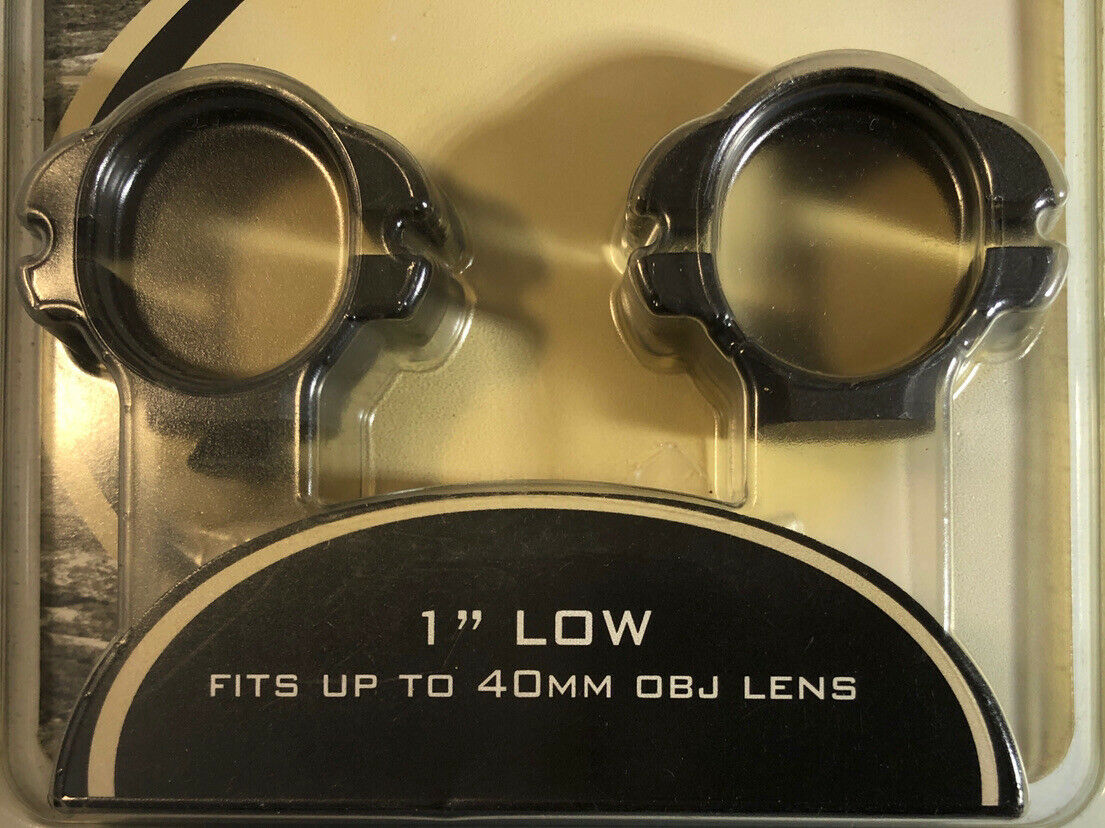 1” LOW
FITS UP TO 40MM OBJ LENS